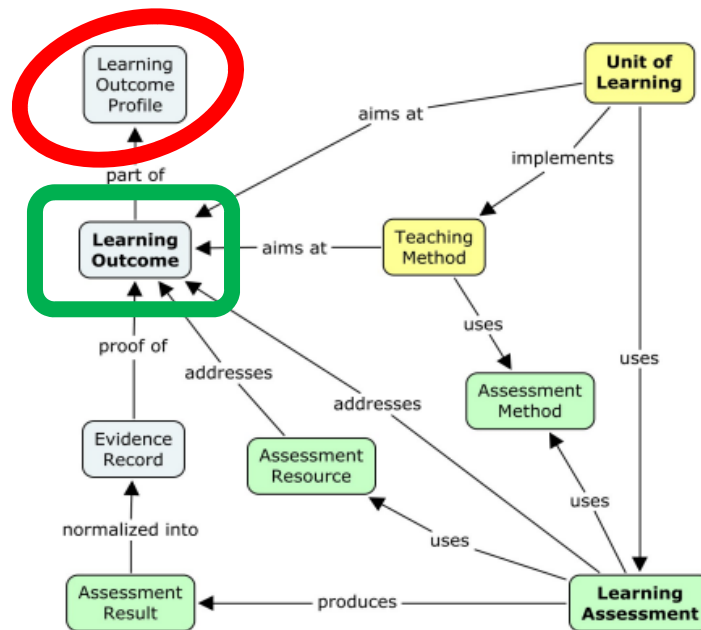 Learning
Outcome
Profile
Unit of
Learning
aims at
implements
part of
Learning
Outcome
aims at
Teaching
Method
proof of
addresses
uses
uses
addresses
Assessment
Method
Evidence
Record
Assessment
Resource
normalized into
uses
uses
Assessment
Result
produces
Learning
Assessment